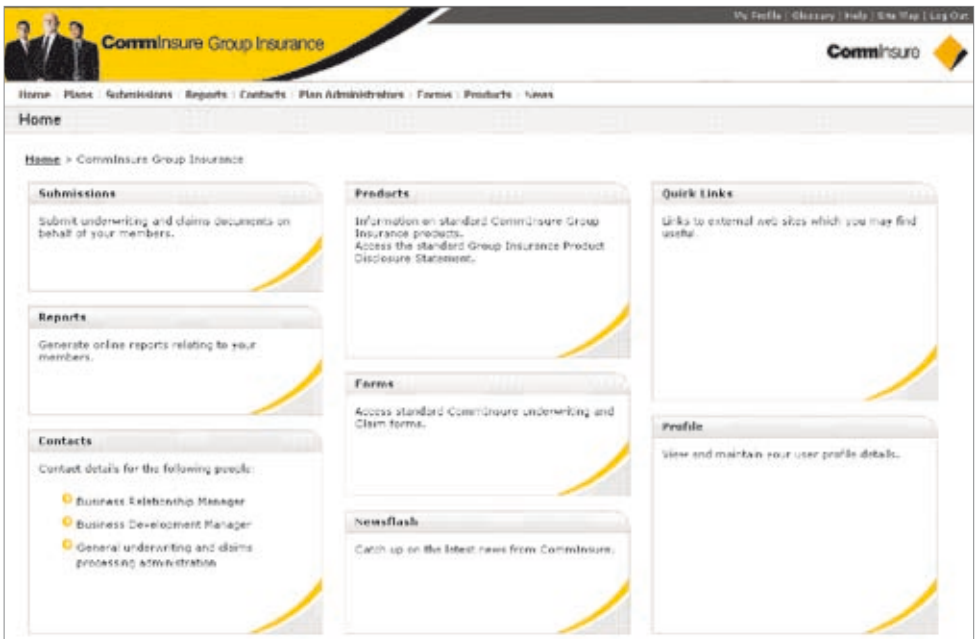 My Profile | Glossary | Help | Site Map | Log Out
CommInsure Group Insurance
CommInsure
Home Plans Submissions Reports Contacts Plan Administrators Forms Products News
Home
Home > CommInsure Group Insurance
Submissions
Submit underwriting and claims documents on
behalf of your members.
Reports
Generate online reports relating to your
members.
Contacts
Contact details for the following people:
Business Relationship Manager
Business Development Manager
General underwriting and claims
processing administration
Products
Information on standard CommInsure Group
Insurance products.
Access the standard Group Insurance Product
Disclosure Statement.
Forms
Access standard CommInsure underwriting and
Claim forms.
Newsflash
Catch up on the latest news from CommInsure.
Quick Links
Links to external web sites which you may find
useful.
Profile
View and maintain your user profile details.